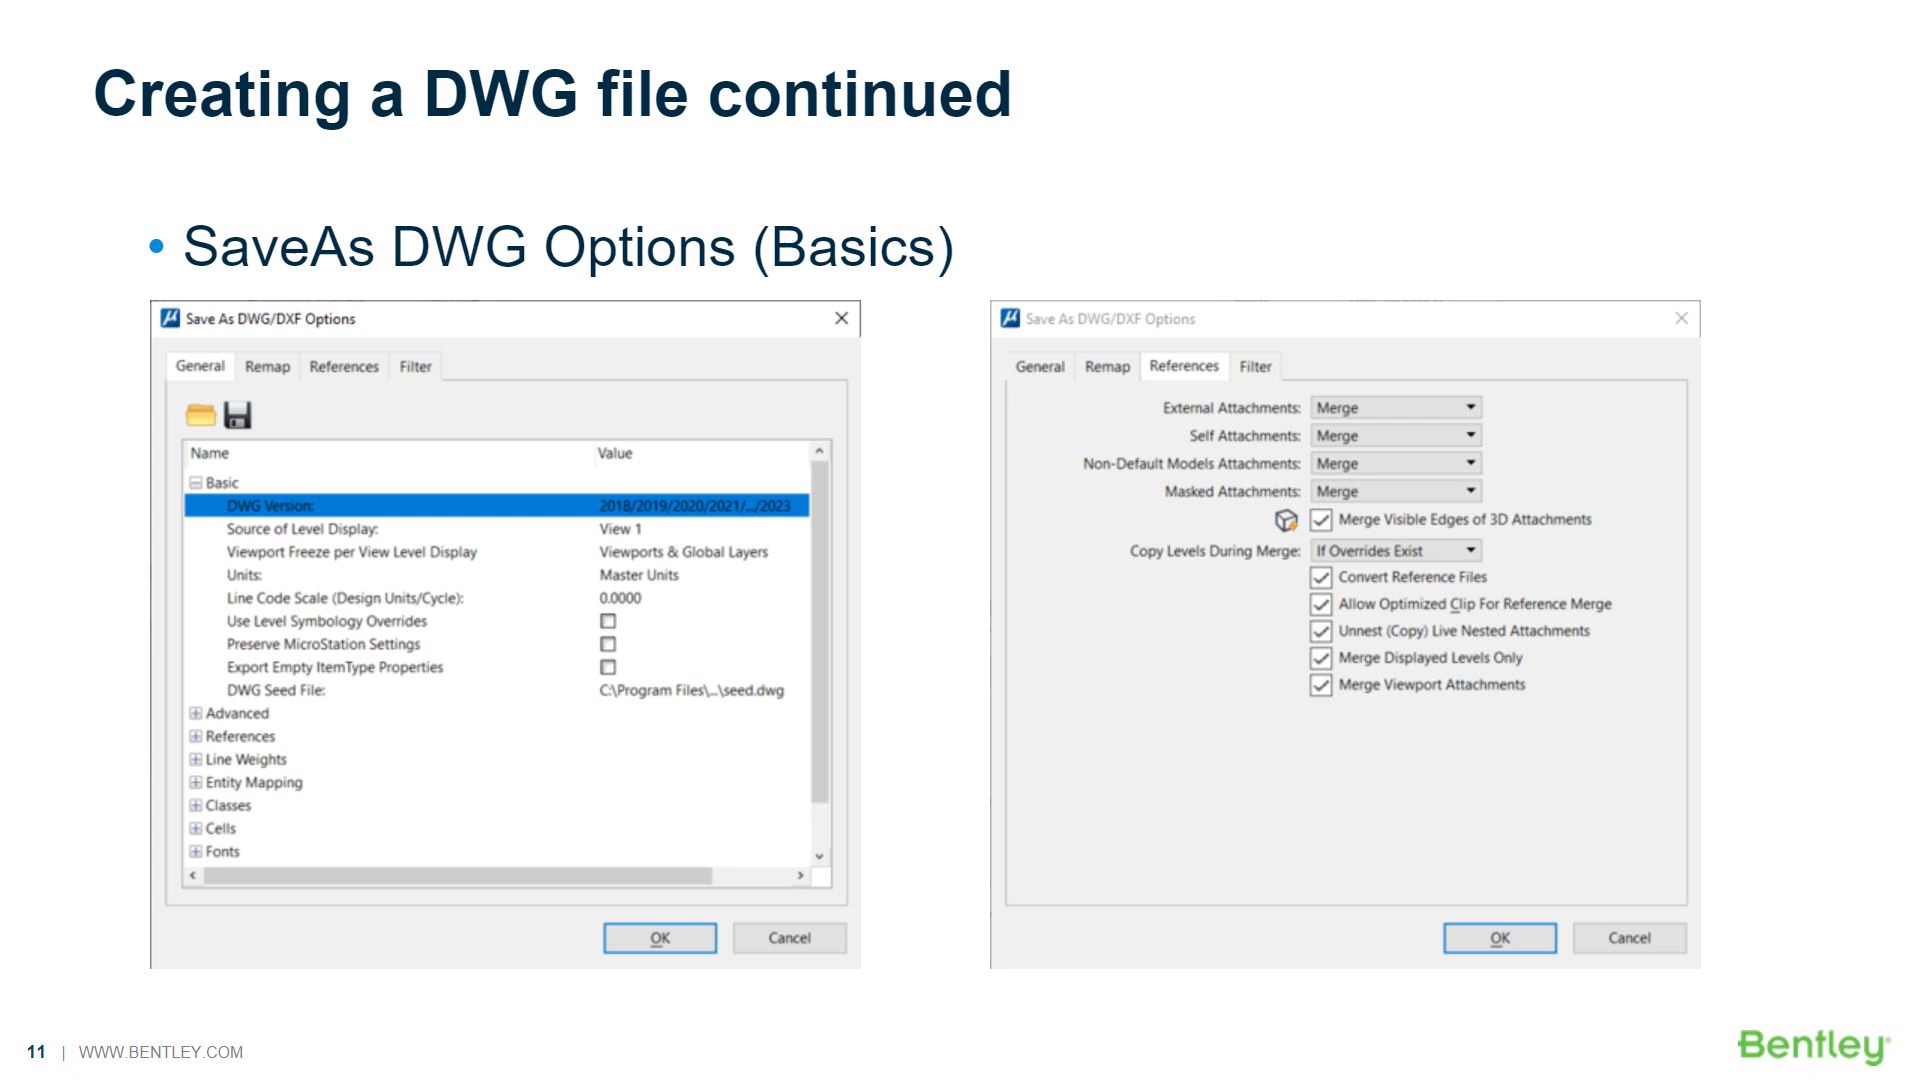 Creating a DWG file continued
• SaveAs DWG Options (Basics)
Save As DWG/DXF Options
General Remap References Filter
Name Value
Basic
DWG Version: 2018/2019/2020/2021/.../2023
Source of Level Display: View 1
Viewport Freeze per View Level Display Viewports & Global Layers
Units: Master Units
Line Code Scale (Design Units/Cycle): 0.0000
Use Level Symbology Overrides
Preserve MicroStation Settings
Export Empty ItemType Properties
DWG Seed File: C:\Program Files\...\seed.dwg
Advanced
References
Line Weights
Entity Mapping
Classes
Cells
Fonts
OK Cancel
Save As DWG/DXF Options
General Remap References Filter
External Attachments: Merge
Self Attachments: Merge
Non-Default Models Attachments: Merge
Masked Attachments: Merge
Merge Visible Edges of 3D Attachments
Copy Levels During Merge: If Overrides Exist
Convert Reference Files
Allow Optimized Clip For Reference Merge
Unnest (Copy) Live Nested Attachments
Merge Displayed Levels Only
Merge Viewport Attachments
OK Cancel
11 | WWW.BENTLEY.COM
Bentley